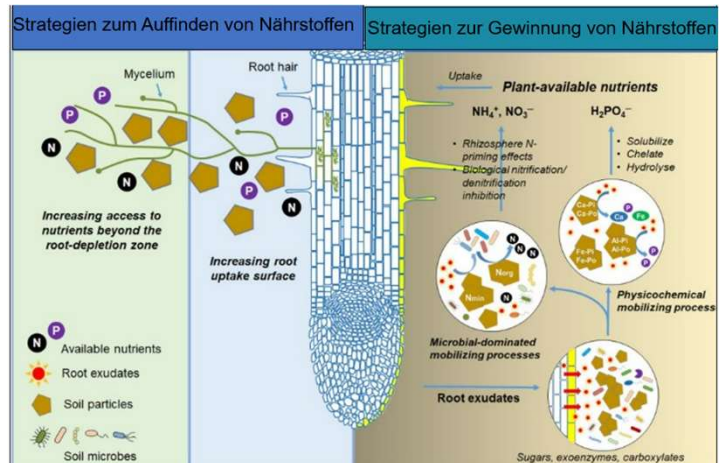 Strategien zum Auffinden von Nährstoffen
Strategien zur Gewinnung von Nährstoffen
Mycelium
Root hair
P
P
P
N
N
N
N
P
Increasing access to
nutrients beyond the
root-depletion zone
Increasing root
uptake surface
N
P
Available nutrients
Root exudates
Soil particles
Soil microbes
Uptake
Plant-available nutrients
NH₄⁺, NO₃⁻
H₂PO₄⁻
• Rhizosphere N-
priming effects
• Biological nitrification/
denitrification
inhibition
• Solubilize
• Chelate
• Hydrolyse
Ca-Pi
Ca-Po
P
Ca
Fe
Al-Pi
Al-Po
Fe-Pi
Fe-Po
P
P
N
N
N
N
Norg
Nmin
N
Microbial-dominated
mobilizing processes
Physicochemical
mobilizing process
Root exudates
Sugars, exoenzymes, carboxylates